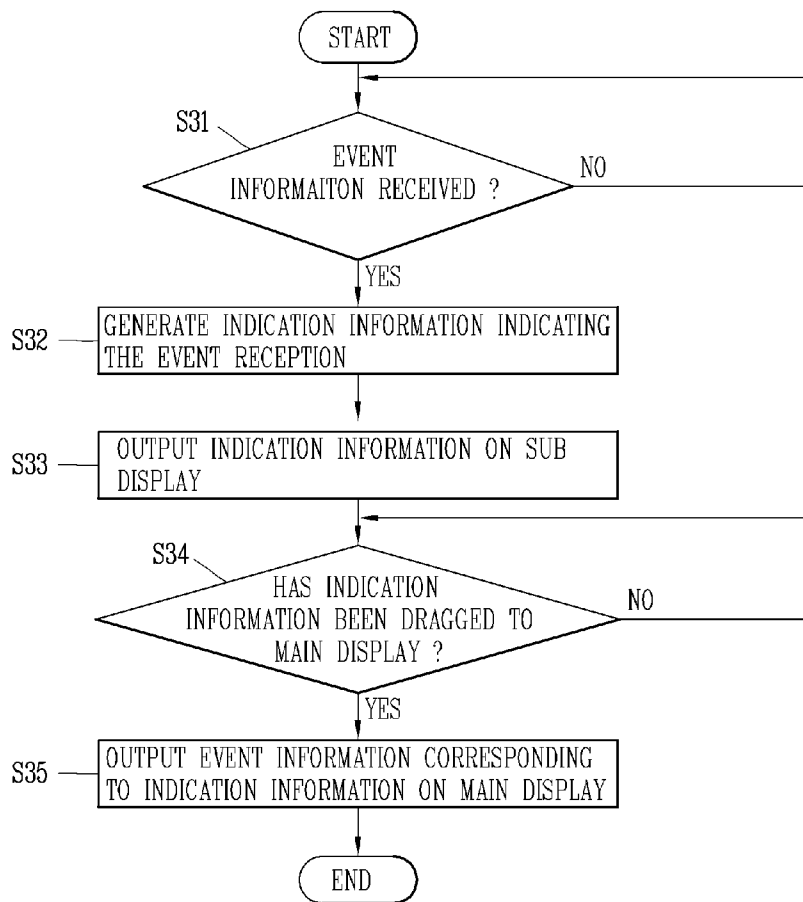 START
S31
EVENT
INFORMAITON RECEIVED ?
NO
YES
S32
GENERATE INDICATION INFORMATION INDICATING
THE EVENT RECEPTION
S33
OUTPUT INDICATION INFORMATION ON SUB
DISPLAY
S34
HAS INDICATION
INFORMATION BEEN DRAGGED TO
MAIN DISPLAY ?
NO
YES
S35
OUTPUT EVENT INFORMATION CORRESPONDING
TO INDICATION INFORMATION ON MAIN DISPLAY
END